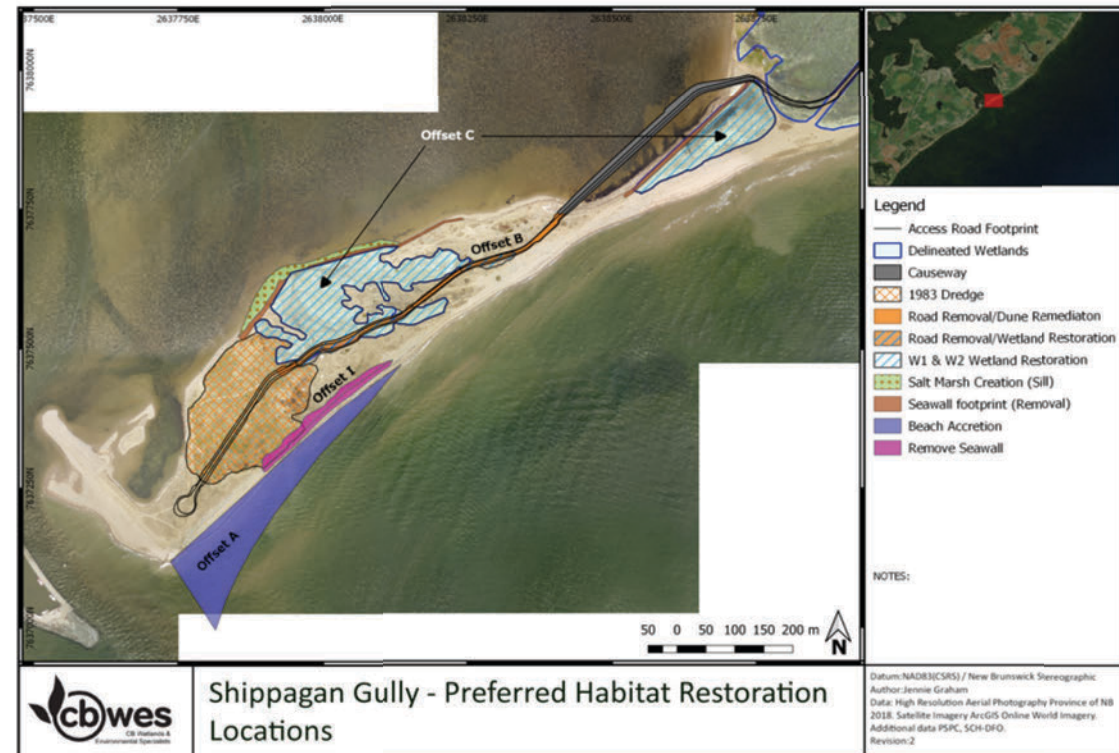 37500E 2637750E 2638000E 2638250E 2638500E 2638750E
7638000N
7637750N
7637500N
7637250N
7637000N
Offset C
Offset B
Offset I
Offset A
50 0 50 100 150 200 m
N
Legend
Access Road Footprint
Delineated Wetlands
Causeway
1983 Dredge
Road Removal/Dune Remediaton
Road Removal/Wetland Restoration
W1 & W2 Wetland Restoration
Salt Marsh Creation (Sill)
Seawall footprint (Removal)
Beach Accretion
Remove Seawall
NOTES:
cbwes
CB Wetlands &
Environmental Specialists
Shippagan Gully - Preferred Habitat Restoration
Locations
Datum:NAD83(CSRS) / New Brunswick Stereographic
Author:Jennie Graham
Data: High Resolution Aerial Photography Province of NB
2018. Satellite Imagery ArcGIS Online World Imagery.
Additional data PSPC, SCH-DFO.
Revision:2